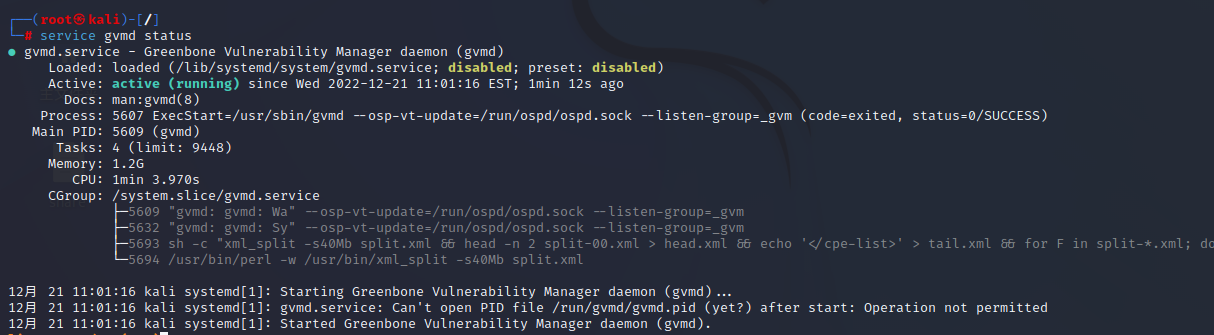 ┌──(root㉿kali)-[/]
└─# service gvmd status
● gvmd.service - Greenbone Vulnerability Manager daemon (gvmd)
     Loaded: loaded (/lib/systemd/system/gvmd.service; disabled; preset: disabled)
     Active: active (running) since Wed 2022-12-21 11:01:16 EST; 1min 12s ago
       Docs: man:gvmd(8)
    Process: 5607 ExecStart=/usr/sbin/gvmd --osp-vt-update=/run/ospd/ospd.sock --listen-group=_gvm (code=exited, status=0/SUCCESS)
   Main PID: 5609 (gvmd)
      Tasks: 4 (limit: 9448)
     Memory: 1.2G
        CPU: 1min 3.970s
     CGroup: /system.slice/gvmd.service
             ├─5609 "gvmd: gvmd: Wa" --osp-vt-update=/run/ospd/ospd.sock --listen-group=_gvm
             ├─5632 "gvmd: gvmd: Sy" --osp-vt-update=/run/ospd/ospd.sock --listen-group=_gvm
             ├─5693 sh -c "xml_split -s40Mb split.xml && head -n 2 split-00.xml > head.xml && echo '</cpe-list>' > tail.xml && for F in split-*.xml; do
             └─5694 /usr/bin/perl -w /usr/bin/xml_split -s40Mb split.xml
12月 21 11:01:16 kali systemd[1]: Starting Greenbone Vulnerability Manager daemon (gvmd)...
12月 21 11:01:16 kali systemd[1]: gvmd.service: Can't open PID file /run/gvmd/gvmd.pid (yet?) after start: Operation not permitted
12月 21 11:01:16 kali systemd[1]: Started Greenbone Vulnerability Manager daemon (gvmd).